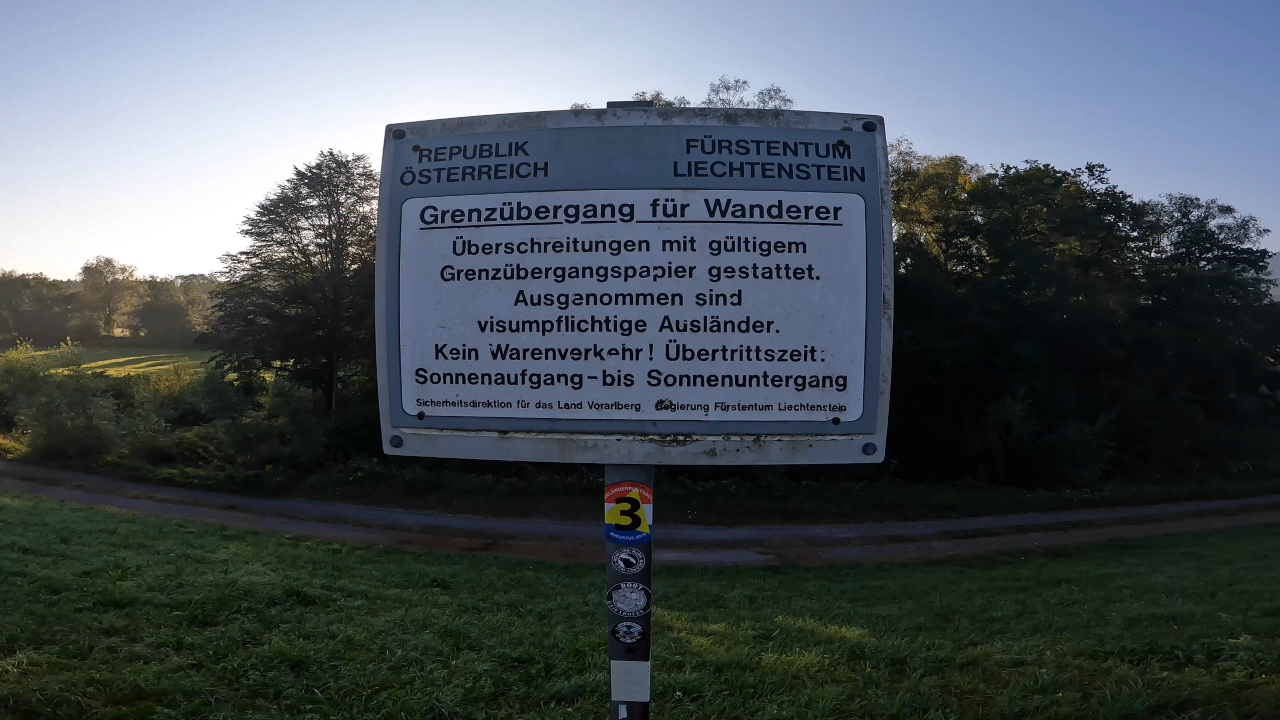 REPUBLIK ÖSTERREICH
FÜRSTENTUM LIECHTENSTEIN
Grenzübergang für Wanderer
Überschreitungen mit gültigem
Grenzübergangspapier gestattet.
Ausgenommen sind
visumpflichtige Ausländer.
Kein Warenverkehr! Übertrittszeit:
Sonnenaufgang-bis Sonnenuntergang
Sicherheitsdirektion für das Land Vorarlberg Regierung Fürstentum Liechtenstein
3
AUGUSTUS